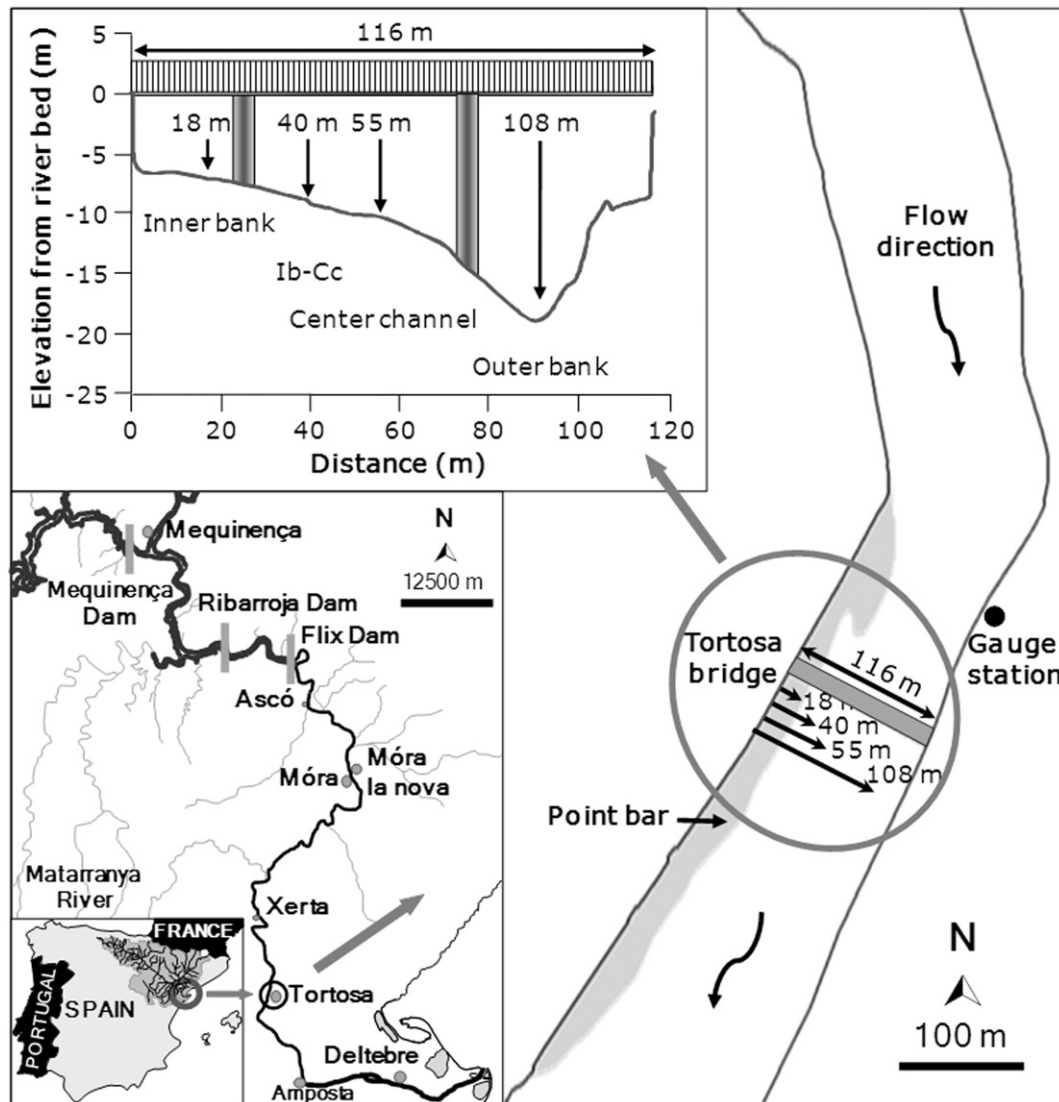 Elevation from river bed (m)
5
0
-5
-10
-15
-20
-25
116 m
18 m
40 m
55 m
108 m
Inner bank
Ib-Cc
Center channel
Outer bank
0
20
40
60
80
100
120
Distance (m)
Flow
direction
Gauge
station
Tortosa
bridge
116 m
18 m
40 m
55 m
108 m
Point bar
N
100 m
Mequinença
Mequinença
Dam
N
12500 m
Ribarroja Dam
Flix Dam
Ascó
Móra
Móra
la nova
Matarranya
River
Xerta
Tortosa
Deltebre
Amposta
FRANCE
PORTUGAL
SPAIN